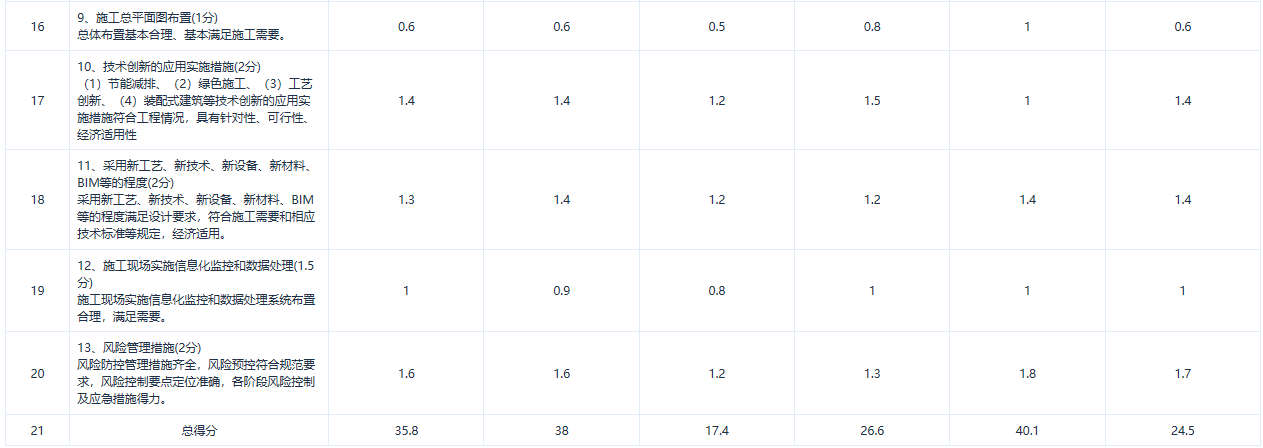 16 9、施工总平面图布置(1分) 0.6 0.6 0.5 0.8 1 0.6
总体布置基本合理、基本满足施工需要。
17 10、技术创新的应用实施措施(2分) 1.4 1.4 1.2 1.5 1 1.4
（1）节能减排、（2）绿色施工、（3）工艺
创新、（4）装配式建筑等技术创新的应用实
施措施符合工程情况，具有针对性、可行性、
经济适用性
18 11、采用新工艺、新技术、新设备、新材料、 1.3 1.4 1.2 1.2 1.4 1.4
BIM等的程度(2分)
采用新工艺、新技术、新设备、新材料、BIM
等的程度满足设计要求，符合施工需要和相应
技术标准等规定，经济适用。
19 12、施工现场实施信息化监控和数据处理(1.5 1 0.9 0.8 1 1 1
分)
施工现场实施信息化监控和数据处理系统布置
合理，满足需要。
20 13、风险管理措施(2分) 1.6 1.6 1.2 1.3 1.8 1.7
风险防控管理措施齐全，风险预控符合规范要
求，风险控制要点定位准确，各阶段风险控制
及应急措施得力。
21 总得分 35.8 38 17.4 26.6 40.1 24.5